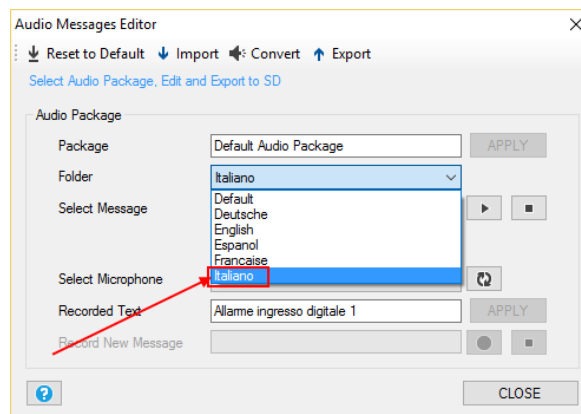 Audio Messages Editor
Reset to Default Import Convert Export
Select Audio Package, Edit and Export to SD
Audio Package
Package Default Audio Package APPLY
Folder Italiano
Select Message
Default
Deutsche
English
Espanol
Francaise
Italiano
Select Microphone
Recorded Text Allarme ingresso digitale 1 APPLY
Record New Message
CLOSE